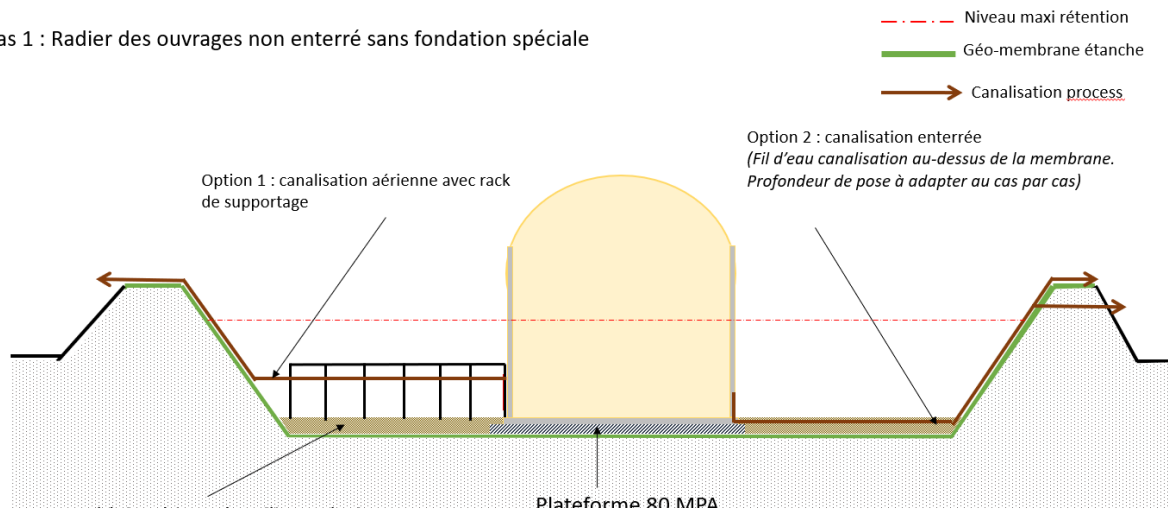 as 1 : Radier des ouvrages non enterré sans fondation spéciale
Niveau maxi rétention
Géo-membrane étanche
Canalisation process
Option 2 : canalisation enterrée
(Fil d'eau canalisation au-dessus de la membrane.
Profondeur de pose à adapter au cas par cas)
Option 1 : canalisation aérienne avec rack
de supportage
Plateforme 80 MPA